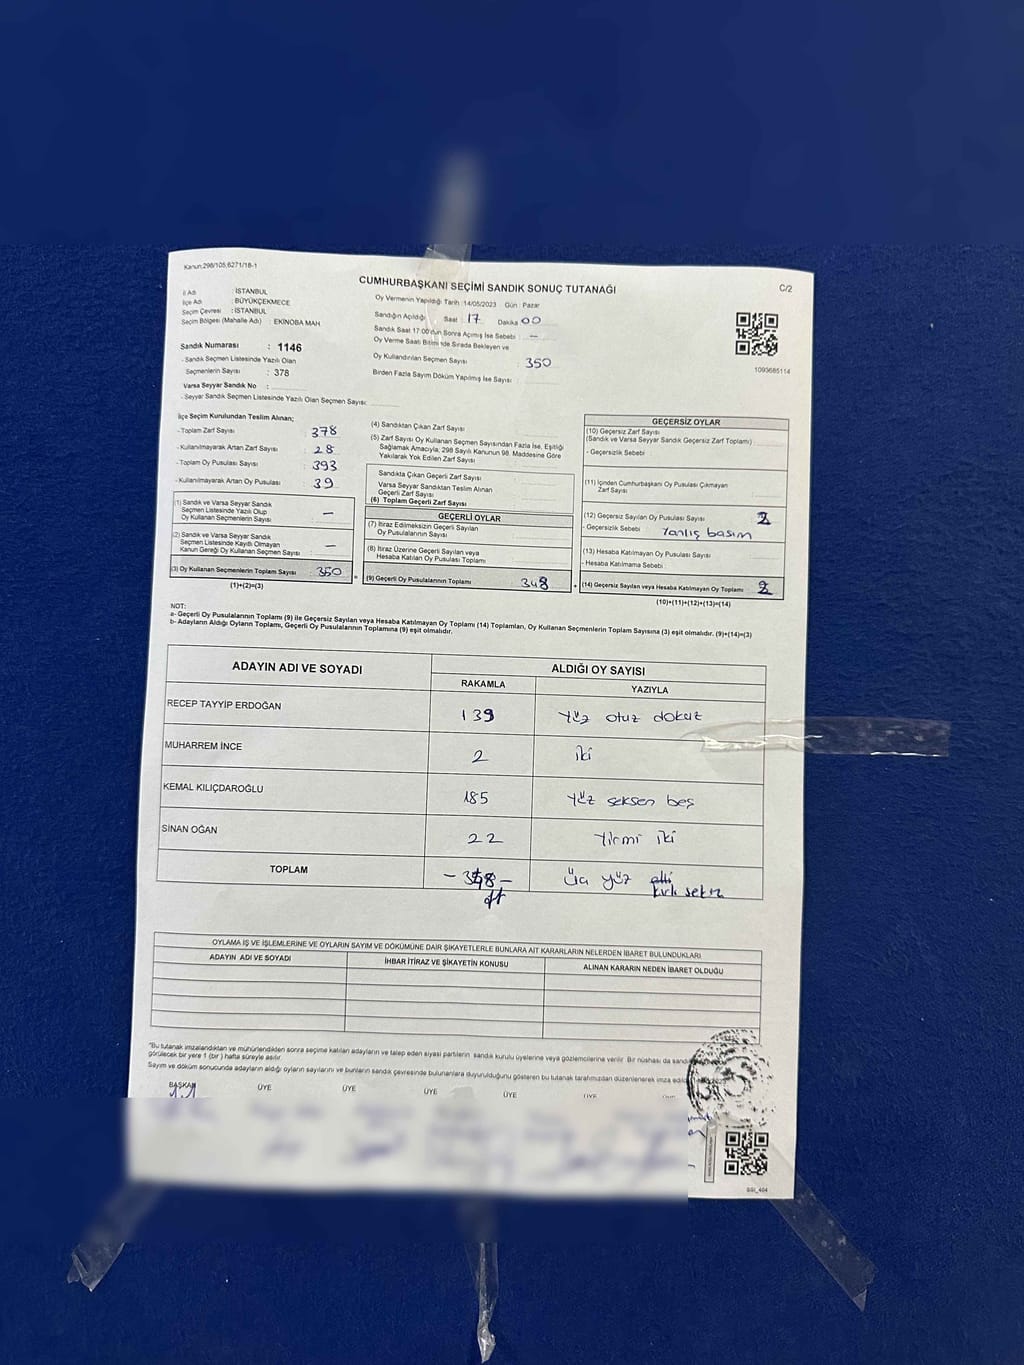 Kanun:298/105,6271/18-1
CUMHURBAŞKANI SEÇİMİ SANDIK SONUÇ TUTANAĞI
C/2
İl Adı : İSTANBUL
İlçe Adı : BÜYÜKÇEKMECE
Seçim Çevresi : İSTANBUL
Seçim Bölgesi (Mahalle Adı) : EKİNOBA MAH
Oy Vermenin Yapıldığı Tarih :14/05/2023 Gün : Pazar
Sandığın Açıldığı Saat : 17 Dakika 00
Sandık Saat 17:00'dan Sonra Açılmış İse Sebebi : –
Oy Verme Saati Bitiminde Sırada Bekleyen ve
Oy Kullandırılan Seçmen Sayısı : 350
Birden Fazla Sayım Döküm Yapılmış İse Sayısı :
1093685114
Sandık Numarası : 1146
- Sandık Seçmen Listesinde Yazılı Olan
Seçmenlerin Sayısı : 378
Varsa Seyyar Sandık No :
- Seyyar Sandık Seçmen Listesinde Yazılı Olan Seçmen Sayısı:
İlçe Seçim Kurulundan Teslim Alınan;
- Toplam Zarf Sayısı : 378
- Kullanılmayarak Artan Zarf Sayısı : 28
- Toplam Oy Pusulası Sayısı : 393
- Kullanılmayarak Artan Oy Pusulası : 39
(1) Sandık ve Varsa Seyyar Sandık
Seçmen Listesinde Yazılı Olup
Oy Kullanan Seçmenlerin Sayısı : –
(2) Sandık ve Varsa Seyyar Sandık
Seçmen Listesinde Kayıtlı Olmayan
Kanun Gereği Oy Kullanan Seçmen Sayısı : –
(3) Oy Kullanan Seçmenlerin Toplam Sayısı : 350
(1)+(2)=(3)
(4) Sandıktan Çıkan Zarf Sayısı
(5) Zarf Sayısı Oy Kullanan Seçmen Sayısından Fazla İse, Eşitliği
Sağlamak Amacıyla, 298 Sayılı Kanunun 98. Maddesine Göre
Yakılarak Yok Edilen Zarf Sayısı
Sandıkta Çıkan Geçerli Zarf Sayısı
Varsa Seyyar Sandıktan Teslim Alınan
Geçerli Zarf Sayısı
(6) Toplam Geçerli Zarf Sayısı
GEÇERLİ OYLAR
(7) İtiraz Edilmeksizin Geçerli Sayılan
Oy Pusulalarının Sayısı
(8) İtiraz Üzerine Geçerli Sayılan veya
Hesaba Katılan Oy Pusulası Toplamı
(9) Geçerli Oy Pusulalarının Toplamı 348
GEÇERSİZ OYLAR
(10) Geçersiz Zarf Sayısı
(Sandık ve Varsa Seyyar Sandık Geçersiz Zarf Toplamı)
- Geçersizlik Sebebi
(11) İçinden Cumhurbaşkanı Oy Pusulası Çıkmayan
Zarf Sayısı
(12) Geçersiz Sayılan Oy Pusulası Sayısı 2
- Geçersizlik Sebebi Yanlış basım
(13) Hesaba Katılmayan Oy Pusulası Sayısı
- Hesaba Katılmama Sebebi
(14) Geçersiz Sayılan veya Hesaba Katılmayan Oy Toplamı 2
(10)+(11)+(12)+(13)=(14)
NOT:
a- Geçerli Oy Pusulalarının Toplamı (9) ile Geçersiz Sayılan veya Hesaba Katılmayan Oy Toplamı (14) Toplamları, Oy Kullanan Seçmenlerin Toplam Sayısına (3) eşit olmalıdır. (9)+(14)=(3)
b- Adayların Aldığı Oyların Toplamı, Geçerli Oy Pusulalarının Toplamına (9) eşit olmalıdır.
ADAYIN ADI VE SOYADI ALDIĞI OY SAYISI
RAKAMLA YAZIYLA
RECEP TAYYİP ERDOĞAN 139 Yüz otuz dokuz
MUHARREM İNCE 2 iki
KEMAL KILIÇDAROĞLU 185 Yüz seksen beş
SİNAN OĞAN 22 Yirmi iki
TOPLAM – 348 – Üç yüz
kırk sekiz
OYLAMA İŞ VE İŞLEMLERİNE VE OYLARIN SAYIM VE DÖKÜMÜNE DAİR ŞİKAYETLERLE BUNLARA AİT KARARLARIN NELERDEN İBARET BULUNDUKLARI
ADAYIN ADI VE SOYADI İHBAR İTİRAZ VE ŞİKAYETİN KONUSU ALINAN KARARIN NEDEN İBARET OLDUĞU
"Bu tutanak imzalandıktan ve mühürlendikten sonra seçime katılan adayların ve talep eden siyasi partilerin sandık kurulu üyelerine veya gözlemcilerine verilir. Bir nüshası da
görülecek bir yere 1 (bir) hafta süreyle asılır.
Sayım ve döküm sonucunda adayların aldığı oyların sayılarını ve bunların sandık çevresinde bulunanlara duyurulduğunu gösteren bu tutanak tarafımızdan düzenlenerek imza
BAŞKAN ÜYE ÜYE ÜYE ÜYE ÜYE
SSİ_404